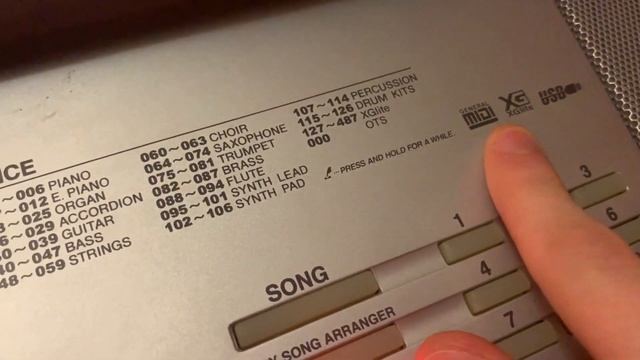 ICE
~006 PIANO
~012 E. PIANO
~025 ORGAN
~029 ACCORDION
~039 GUITAR
~047 BASS
48~059 STRINGS
060~063 CHOIR
064~074 SAXOPHONE
075~081 TRUMPET
082~087 BRASS
088~094 FLUTE
095~101 SYNTH LEAD
102~106 SYNTH PAD
107~114 PERCUSSION
115~126 DRUM KITS
127~487 XGlite
000 OTS
~PRESS AND HOLD FOR A WHILE.
GENERAL
MIDI
XG
XGlite
USB
SONG
Y SONG ARRANGER
1
3
4
6
7